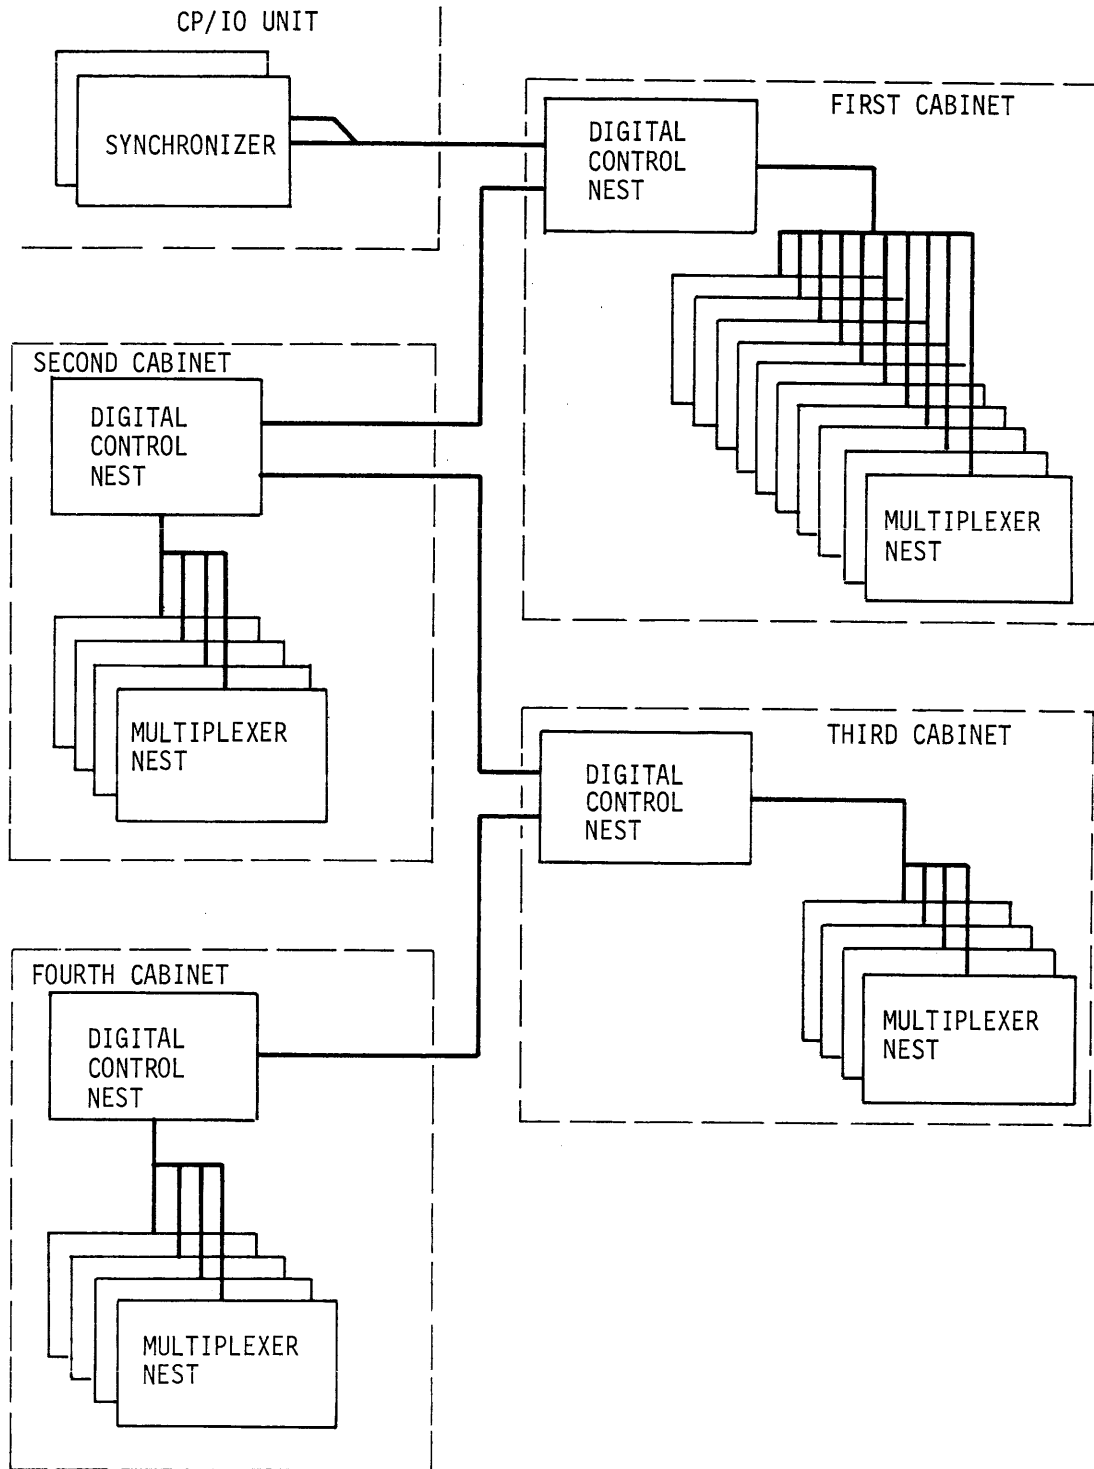 CP/IO UNIT
SYNCHRONIZER
FIRST CABINET
DIGITAL
CONTROL
NEST
MULTIPLEXER
NEST
SECOND CABINET
DIGITAL
CONTROL
NEST
MULTIPLEXER
NEST
THIRD CABINET
DIGITAL
CONTROL
NEST
MULTIPLEXER
NEST
FOURTH CABINET
DIGITAL
CONTROL
NEST
MULTIPLEXER
NEST